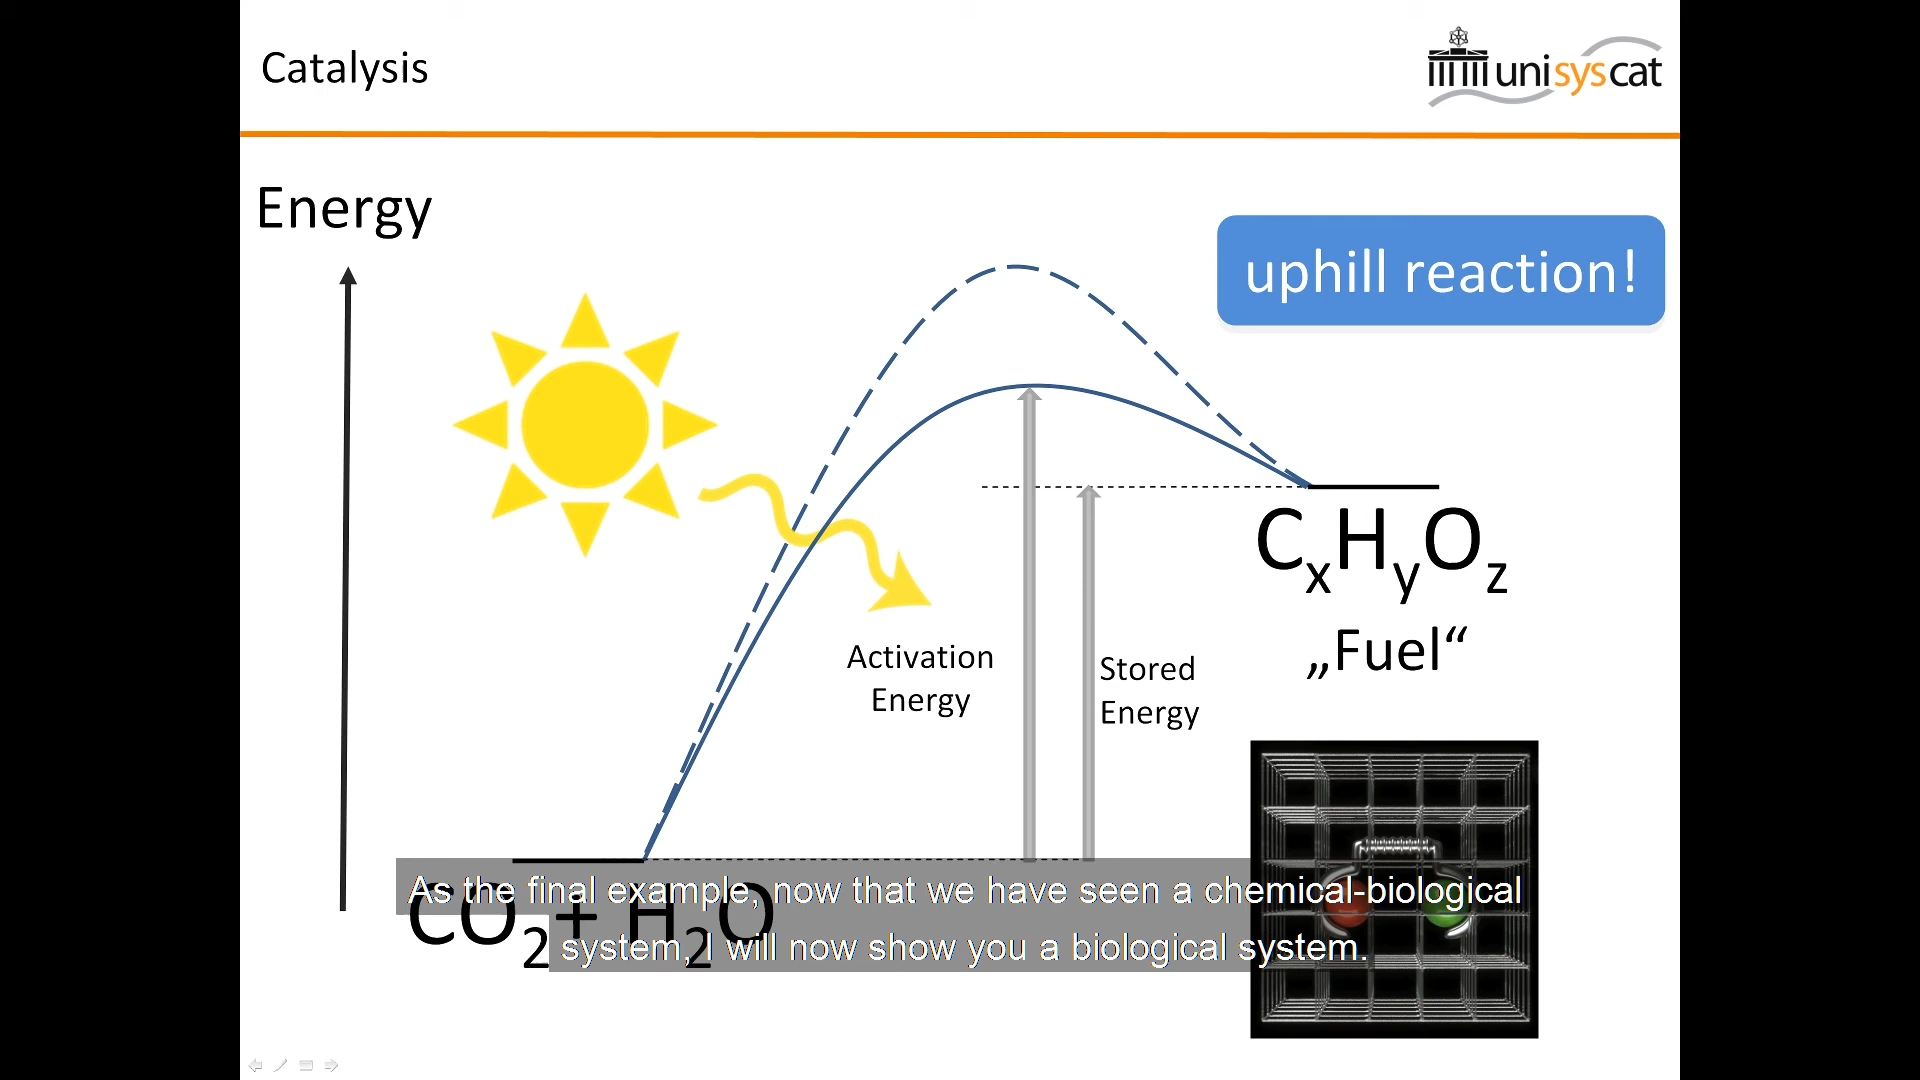 Catalysis
unisyscat
Energy
uphill reaction!
CxHyOz
„Fuel“
Activation
Energy
Stored
Energy
CO2 + H2O
As the final example, now that we have seen a chemical-biological
system, I will now show you a biological system.